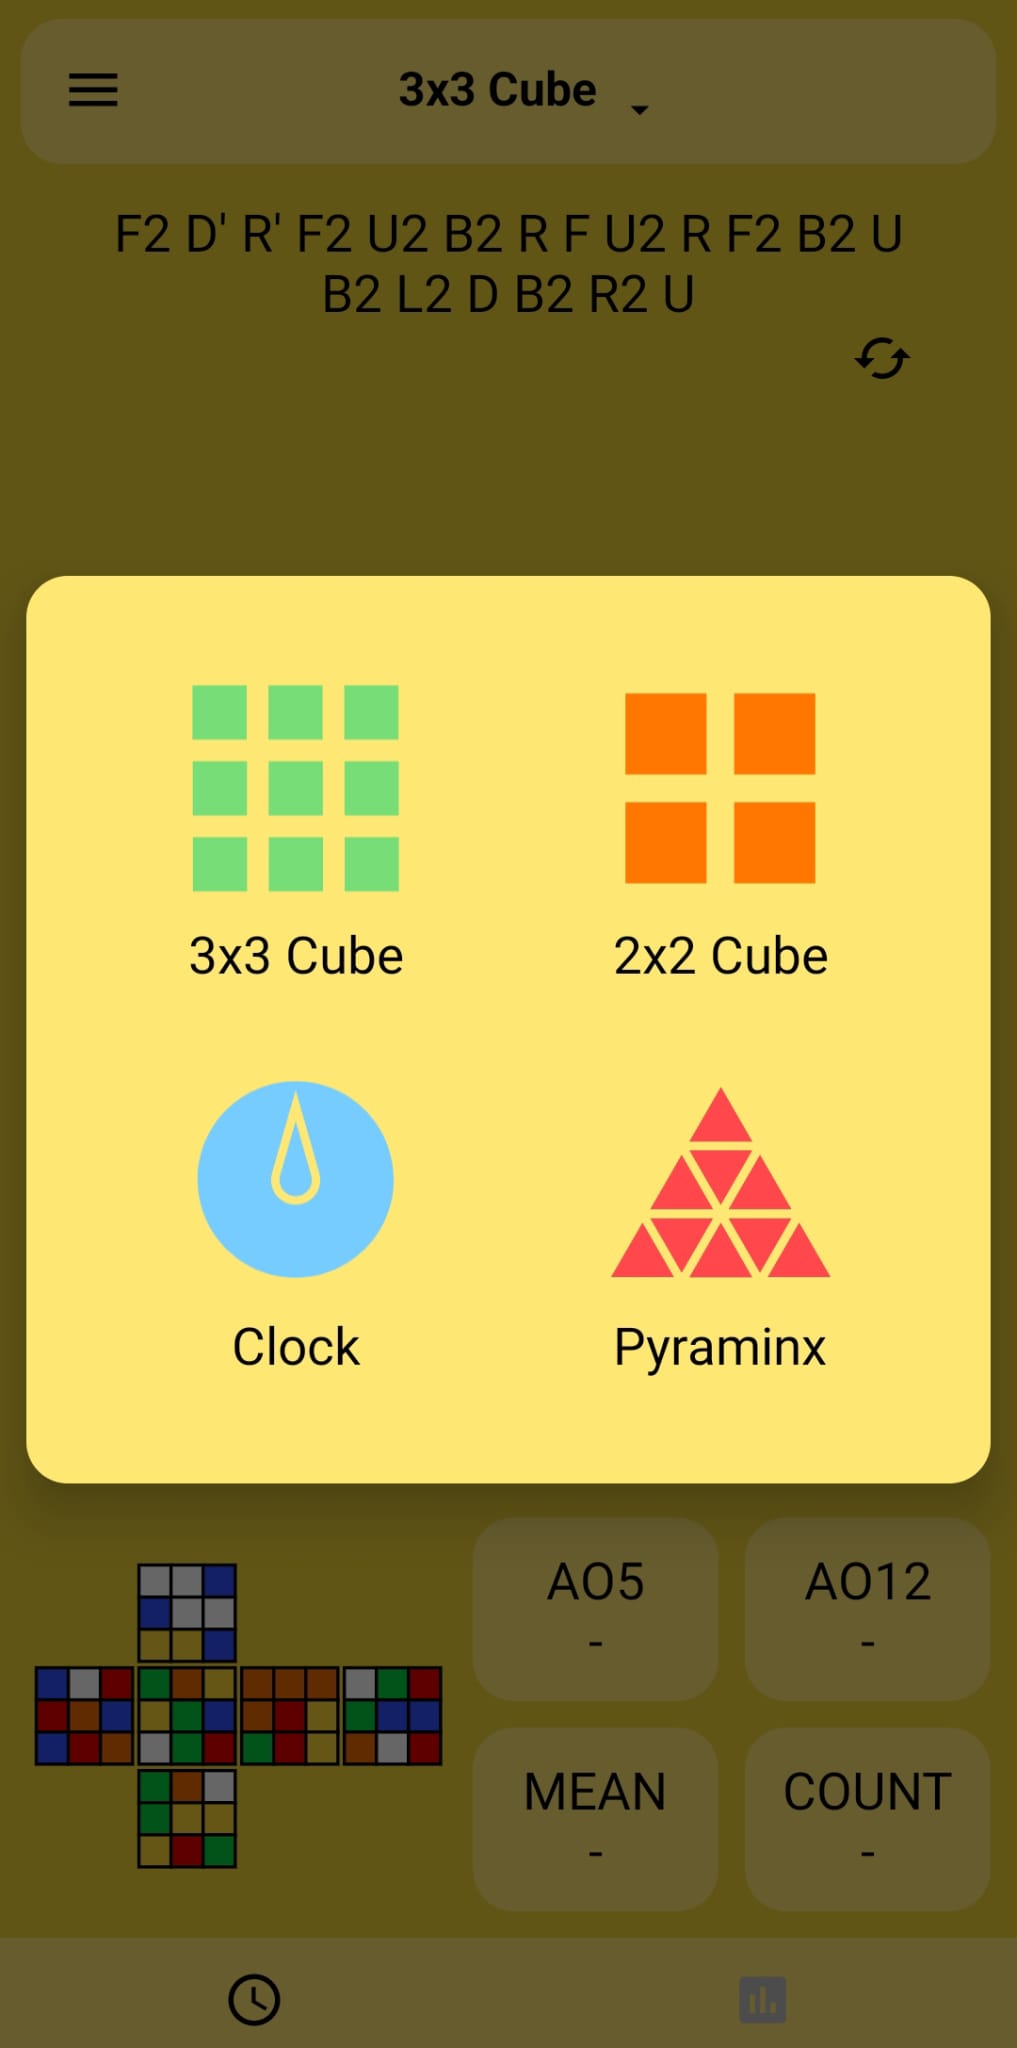 3x3 Cube
F2 D' R' F2 U2 B2 R F U2 R F2 B2 U
B2 L2 D B2 R2 U
3x3 Cube
2x2 Cube
Clock
Pyraminx
AO5
-
AO12
-
MEAN
-
COUNT
-